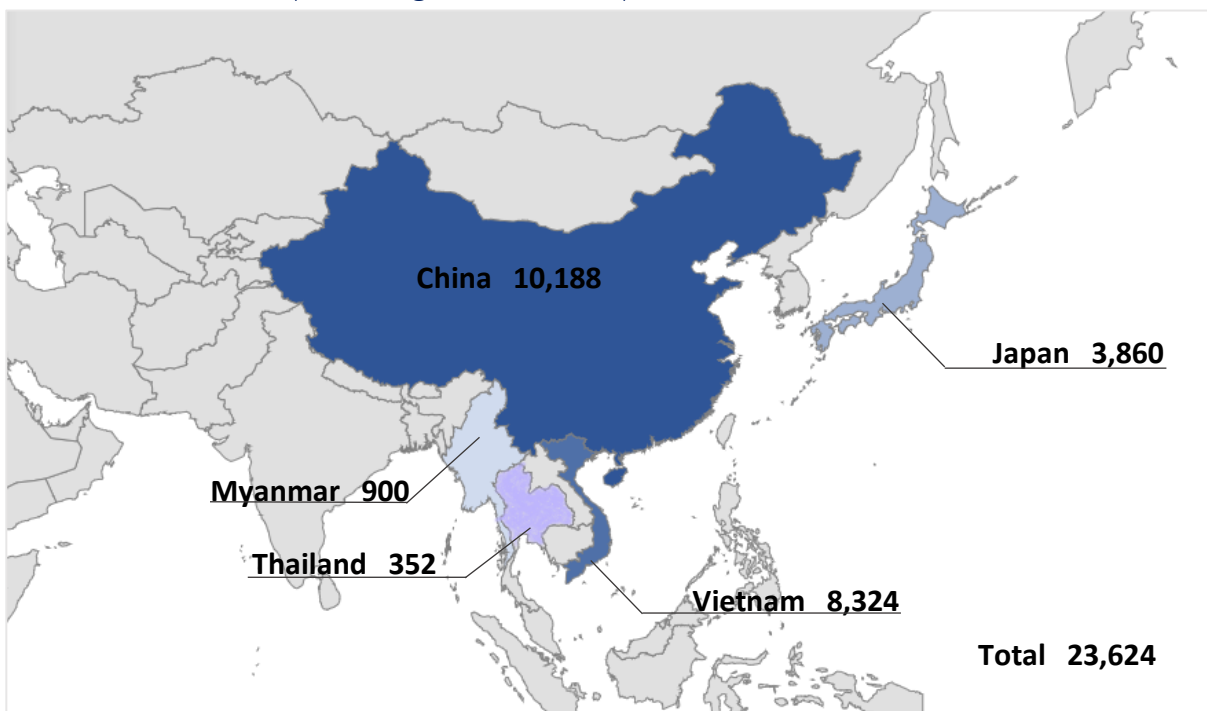 China 10,188
Japan 3,860
Myanmar 900
Thailand 352
Vietnam 8,324
Total 23,624